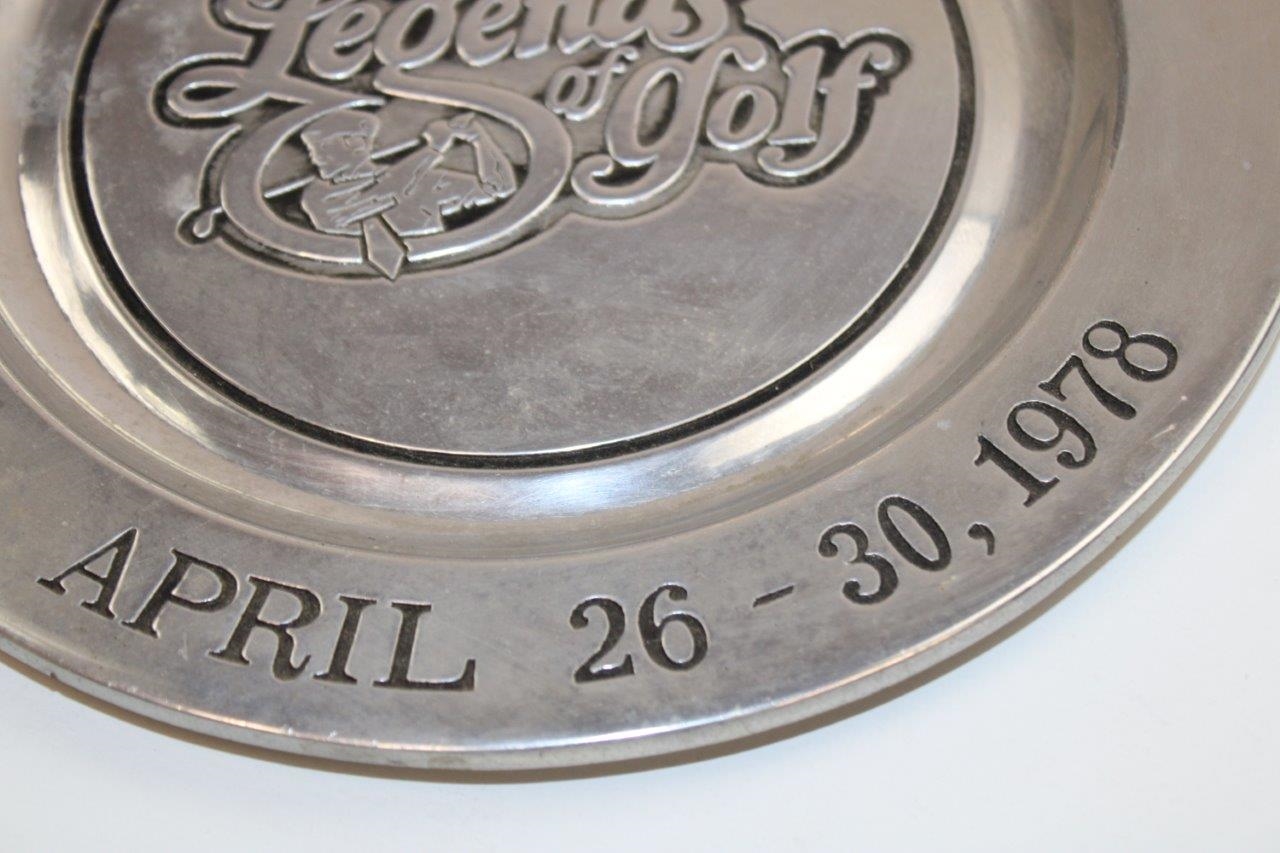 Legends
of Golf
APRIL 26 - 30, 1978